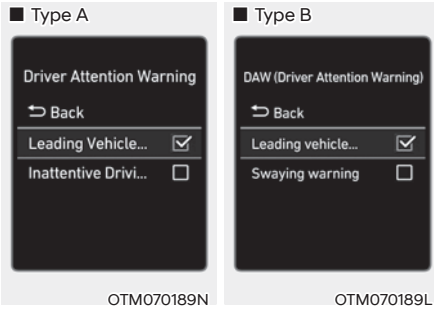 ■ Type A
Driver Attention Warning
Back
Leading Vehicle...
Inattentive Drivi...
OTM070189N
■ Type B
DAW (Driver Attention Warning)
Back
Leading vehicle...
Swaying warning
OTM070189L